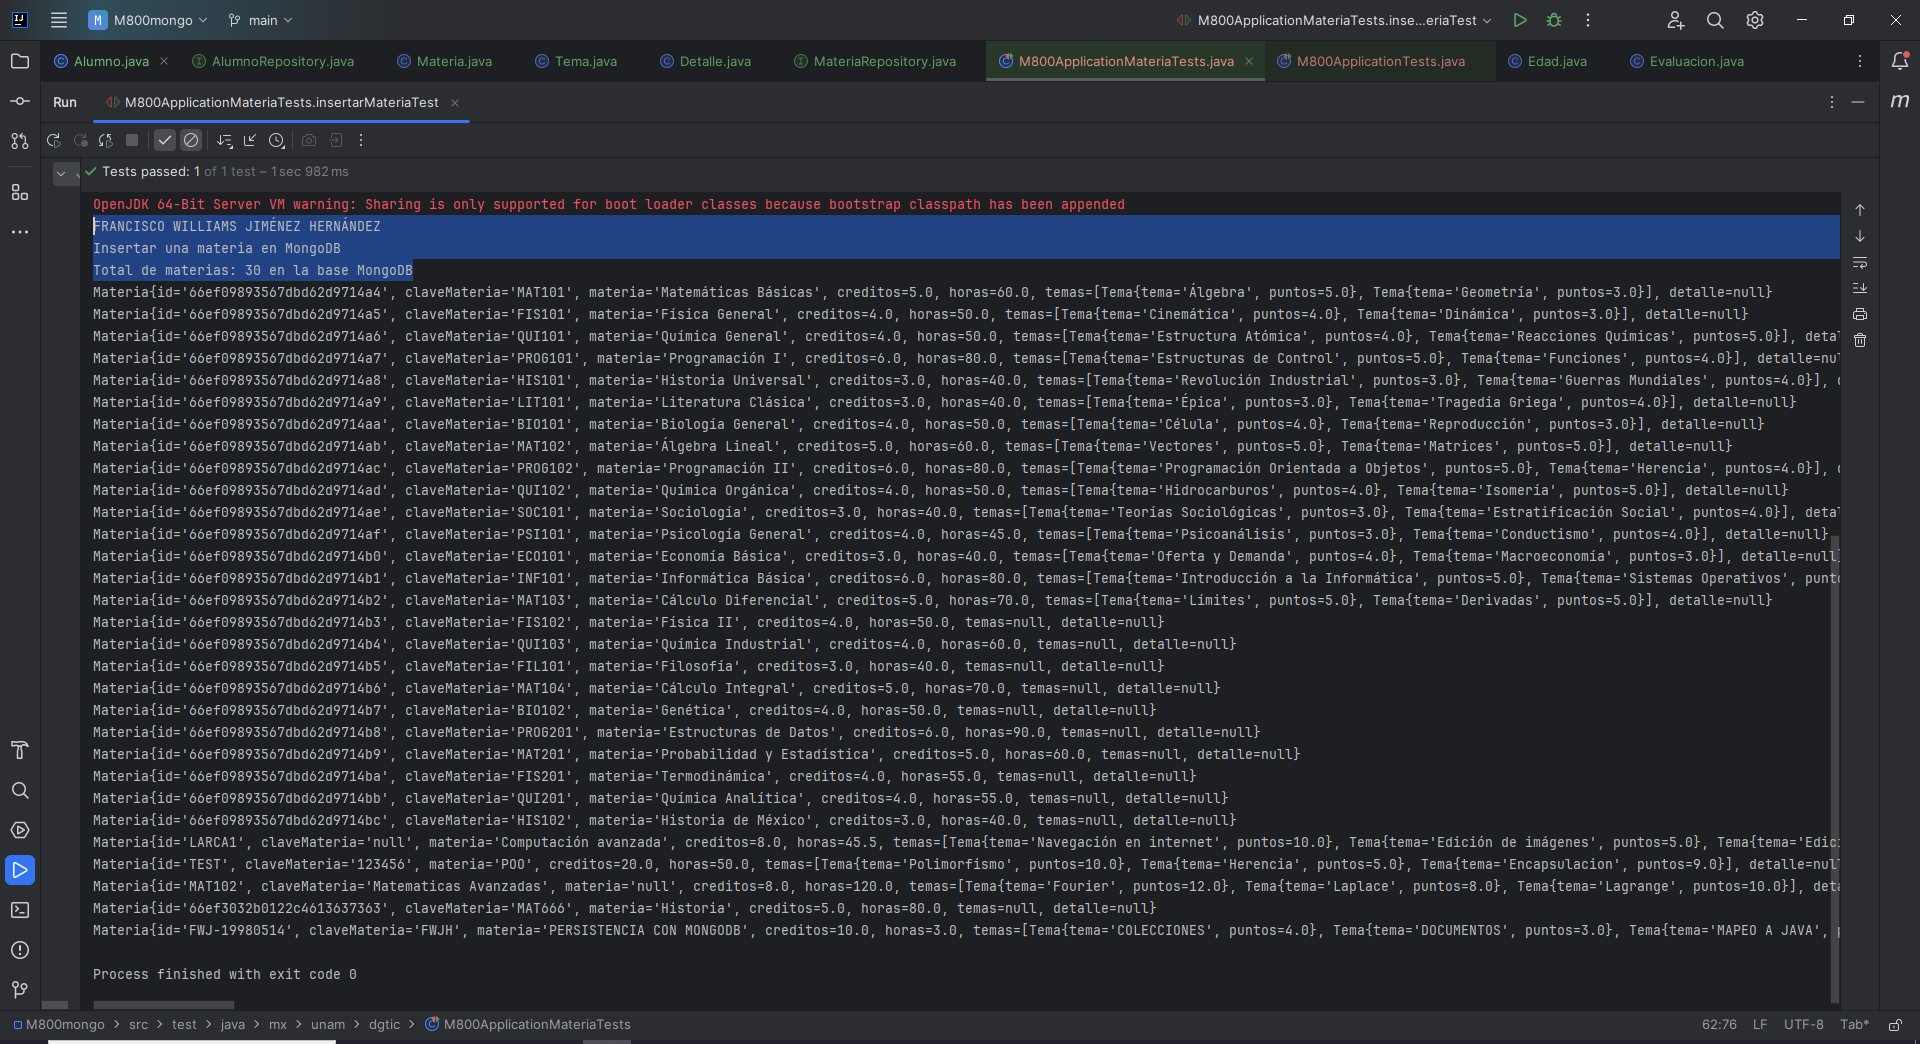 M M800mongo main M800ApplicationMateriaTests.inse...eriaTest
Alumno.java AlumnoRepository.java Materia.java Tema.java Detalle.java MateriaRepository.java M800ApplicationMateriaTests.java M800ApplicationTests.java Edad.java Evaluacion.java
Run M800ApplicationMateriaTests.insertarMateriaTest
Tests passed: 1 of 1 test – 1 sec 982 ms
OpenJDK 64-Bit Server VM warning: Sharing is only supported for boot loader classes because bootstrap classpath has been appended
FRANCISCO WILLIAMS JIMÉNEZ HERNÁNDEZ
Insertar una materia en MongoDB
Total de materias: 30 en la base MongoDB
Materia{id='66ef09893567dbd62d9714a4', claveMateria='MAT101', materia='Matemáticas Básicas', creditos=5.0, horas=60.0, temas=[Tema{tema='Álgebra', puntos=5.0}, Tema{tema='Geometría', puntos=3.0}], detalle=null}
Materia{id='66ef09893567dbd62d9714a5', claveMateria='FIS101', materia='Física General', creditos=4.0, horas=50.0, temas=[Tema{tema='Cinemática', puntos=4.0}, Tema{tema='Dinámica', puntos=3.0}], detalle=null}
Materia{id='66ef09893567dbd62d9714a6', claveMateria='QUI101', materia='Química General', creditos=4.0, horas=50.0, temas=[Tema{tema='Estructura Atómica', puntos=4.0}, Tema{tema='Reacciones Químicas', puntos=5.0}], deta
Materia{id='66ef09893567dbd62d9714a7', claveMateria='PROG101', materia='Programación I', creditos=6.0, horas=80.0, temas=[Tema{tema='Estructuras de Control', puntos=5.0}, Tema{tema='Funciones', puntos=4.0}], detalle=nul
Materia{id='66ef09893567dbd62d9714a8', claveMateria='HIS101', materia='Historia Universal', creditos=3.0, horas=40.0, temas=[Tema{tema='Revolución Industrial', puntos=3.0}, Tema{tema='Guerras Mundiales', puntos=4.0}],
Materia{id='66ef09893567dbd62d9714a9', claveMateria='LIT101', materia='Literatura Clásica', creditos=3.0, horas=40.0, temas=[Tema{tema='Épica', puntos=3.0}, Tema{tema='Tragedia Griega', puntos=4.0}], detalle=null}
Materia{id='66ef09893567dbd62d9714aa', claveMateria='BIO101', materia='Biología General', creditos=4.0, horas=50.0, temas=[Tema{tema='Célula', puntos=4.0}, Tema{tema='Reproducción', puntos=3.0}], detalle=null}
Materia{id='66ef09893567dbd62d9714ab', claveMateria='MAT102', materia='Álgebra Lineal', creditos=5.0, horas=60.0, temas=[Tema{tema='Vectores', puntos=5.0}, Tema{tema='Matrices', puntos=5.0}], detalle=null}
Materia{id='66ef09893567dbd62d9714ac', claveMateria='PROG102', materia='Programación II', creditos=6.0, horas=80.0, temas=[Tema{tema='Programación Orientada a Objetos', puntos=5.0}, Tema{tema='Herencia', puntos=4.0}],
Materia{id='66ef09893567dbd62d9714ad', claveMateria='QUI102', materia='Química Orgánica', creditos=4.0, horas=50.0, temas=[Tema{tema='Hidrocarburos', puntos=4.0}, Tema{tema='Isomería', puntos=5.0}], detalle=null}
Materia{id='66ef09893567dbd62d9714ae', claveMateria='SOC101', materia='Sociología', creditos=3.0, horas=40.0, temas=[Tema{tema='Teorías Sociológicas', puntos=3.0}, Tema{tema='Estratificación Social', puntos=4.0}], detal
Materia{id='66ef09893567dbd62d9714af', claveMateria='PSI101', materia='Psicología General', creditos=4.0, horas=45.0, temas=[Tema{tema='Psicoanálisis', puntos=3.0}, Tema{tema='Conductismo', puntos=4.0}], detalle=null}
Materia{id='66ef09893567dbd62d9714b0', claveMateria='ECO101', materia='Economía Básica', creditos=3.0, horas=40.0, temas=[Tema{tema='Oferta y Demanda', puntos=4.0}, Tema{tema='Macroeconomía', puntos=3.0}], detalle=null}
Materia{id='66ef09893567dbd62d9714b1', claveMateria='INF101', materia='Informática Básica', creditos=6.0, horas=80.0, temas=[Tema{tema='Introducción a la Informática', puntos=5.0}, Tema{tema='Sistemas Operativos', punto
Materia{id='66ef09893567dbd62d9714b2', claveMateria='MAT103', materia='Cálculo Diferencial', creditos=5.0, horas=70.0, temas=[Tema{tema='Límites', puntos=5.0}, Tema{tema='Derivadas', puntos=5.0}], detalle=null}
Materia{id='66ef09893567dbd62d9714b3', claveMateria='FIS102', materia='Física II', creditos=4.0, horas=50.0, temas=null, detalle=null}
Materia{id='66ef09893567dbd62d9714b4', claveMateria='QUI103', materia='Química Industrial', creditos=4.0, horas=60.0, temas=null, detalle=null}
Materia{id='66ef09893567dbd62d9714b5', claveMateria='FIL101', materia='Filosofía', creditos=3.0, horas=40.0, temas=null, detalle=null}
Materia{id='66ef09893567dbd62d9714b6', claveMateria='MAT104', materia='Cálculo Integral', creditos=5.0, horas=70.0, temas=null, detalle=null}
Materia{id='66ef09893567dbd62d9714b7', claveMateria='BIO102', materia='Genética', creditos=4.0, horas=50.0, temas=null, detalle=null}
Materia{id='66ef09893567dbd62d9714b8', claveMateria='PROG201', materia='Estructuras de Datos', creditos=6.0, horas=90.0, temas=null, detalle=null}
Materia{id='66ef09893567dbd62d9714b9', claveMateria='MAT201', materia='Probabilidad y Estadística', creditos=5.0, horas=60.0, temas=null, detalle=null}
Materia{id='66ef09893567dbd62d9714ba', claveMateria='FIS201', materia='Termodinámica', creditos=4.0, horas=55.0, temas=null, detalle=null}
Materia{id='66ef09893567dbd62d9714bb', claveMateria='QUI201', materia='Química Analítica', creditos=4.0, horas=55.0, temas=null, detalle=null}
Materia{id='66ef09893567dbd62d9714bc', claveMateria='HIS102', materia='Historia de México', creditos=3.0, horas=40.0, temas=null, detalle=null}
Materia{id='LARCA1', claveMateria='null', materia='Computación avanzada', creditos=8.0, horas=45.5, temas=[Tema{tema='Navegación en internet', puntos=10.0}, Tema{tema='Edición de imágenes', puntos=5.0}, Tema{tema='Edic
Materia{id='TEST', claveMateria='123456', materia='POO', creditos=20.0, horas=50.0, temas=[Tema{tema='Polimorfismo', puntos=10.0}, Tema{tema='Herencia', puntos=5.0}, Tema{tema='Encapsulacion', puntos=9.0}], detalle=nul
Materia{id='MAT102', claveMateria='Matematicas Avanzadas', materia='null', creditos=8.0, horas=120.0, temas=[Tema{tema='Fourier', puntos=12.0}, Tema{tema='Laplace', puntos=8.0}, Tema{tema='Lagrange', puntos=10.0}], deta
Materia{id='66ef3032b0122c4613637363', claveMateria='MAT666', materia='Historia', creditos=5.0, horas=80.0, temas=null, detalle=null}
Materia{id='FWJ-19980514', claveMateria='FWJH', materia='PERSISTENCIA CON MONGODB', creditos=10.0, horas=3.0, temas=[Tema{tema='COLECCIONES', puntos=4.0}, Tema{tema='DOCUMENTOS', puntos=3.0}, Tema{tema='MAPEO A JAVA',
Process finished with exit code 0
M800mongo > src > test > java > mx > unam > dgtic > M800ApplicationMateriaTests 62:76 LF UTF-8 Tab*